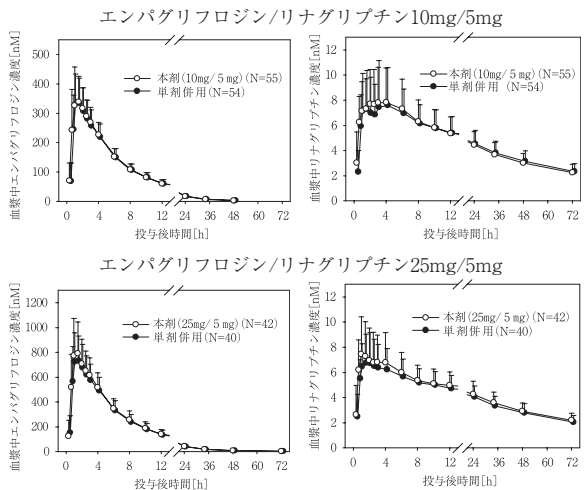 エンパグリフロジン/リナグリプチン10mg/5mg
血漿中エンパグリフロジン濃度[nM]
500
400
300
200
100
0
本剤(10mg/5mg)(N=55)
単剤併用(N=54)
0 4 8 12 24 36 48 60 72
投与後時間[h]
血漿中リナグリプチン濃度[nM]
12
10
8
6
4
2
0
本剤(10mg/5mg)(N=55)
単剤併用(N=54)
0 4 8 12 24 36 48 60 72
投与後時間[h]
エンパグリフロジン/リナグリプチン25mg/5mg
血漿中エンパグリフロジン濃度[nM]
1200
1000
800
600
400
200
0
本剤(25mg/5mg)(N=42)
単剤併用(N=40)
0 4 8 12 24 36 48 60 72
投与後時間[h]
血漿中リナグリプチン濃度[nM]
12
10
8
6
4
2
0
本剤(25mg/5mg)(N=42)
単剤併用(N=40)
0 4 8 12 24 36 48 60 72
投与後時間[h]